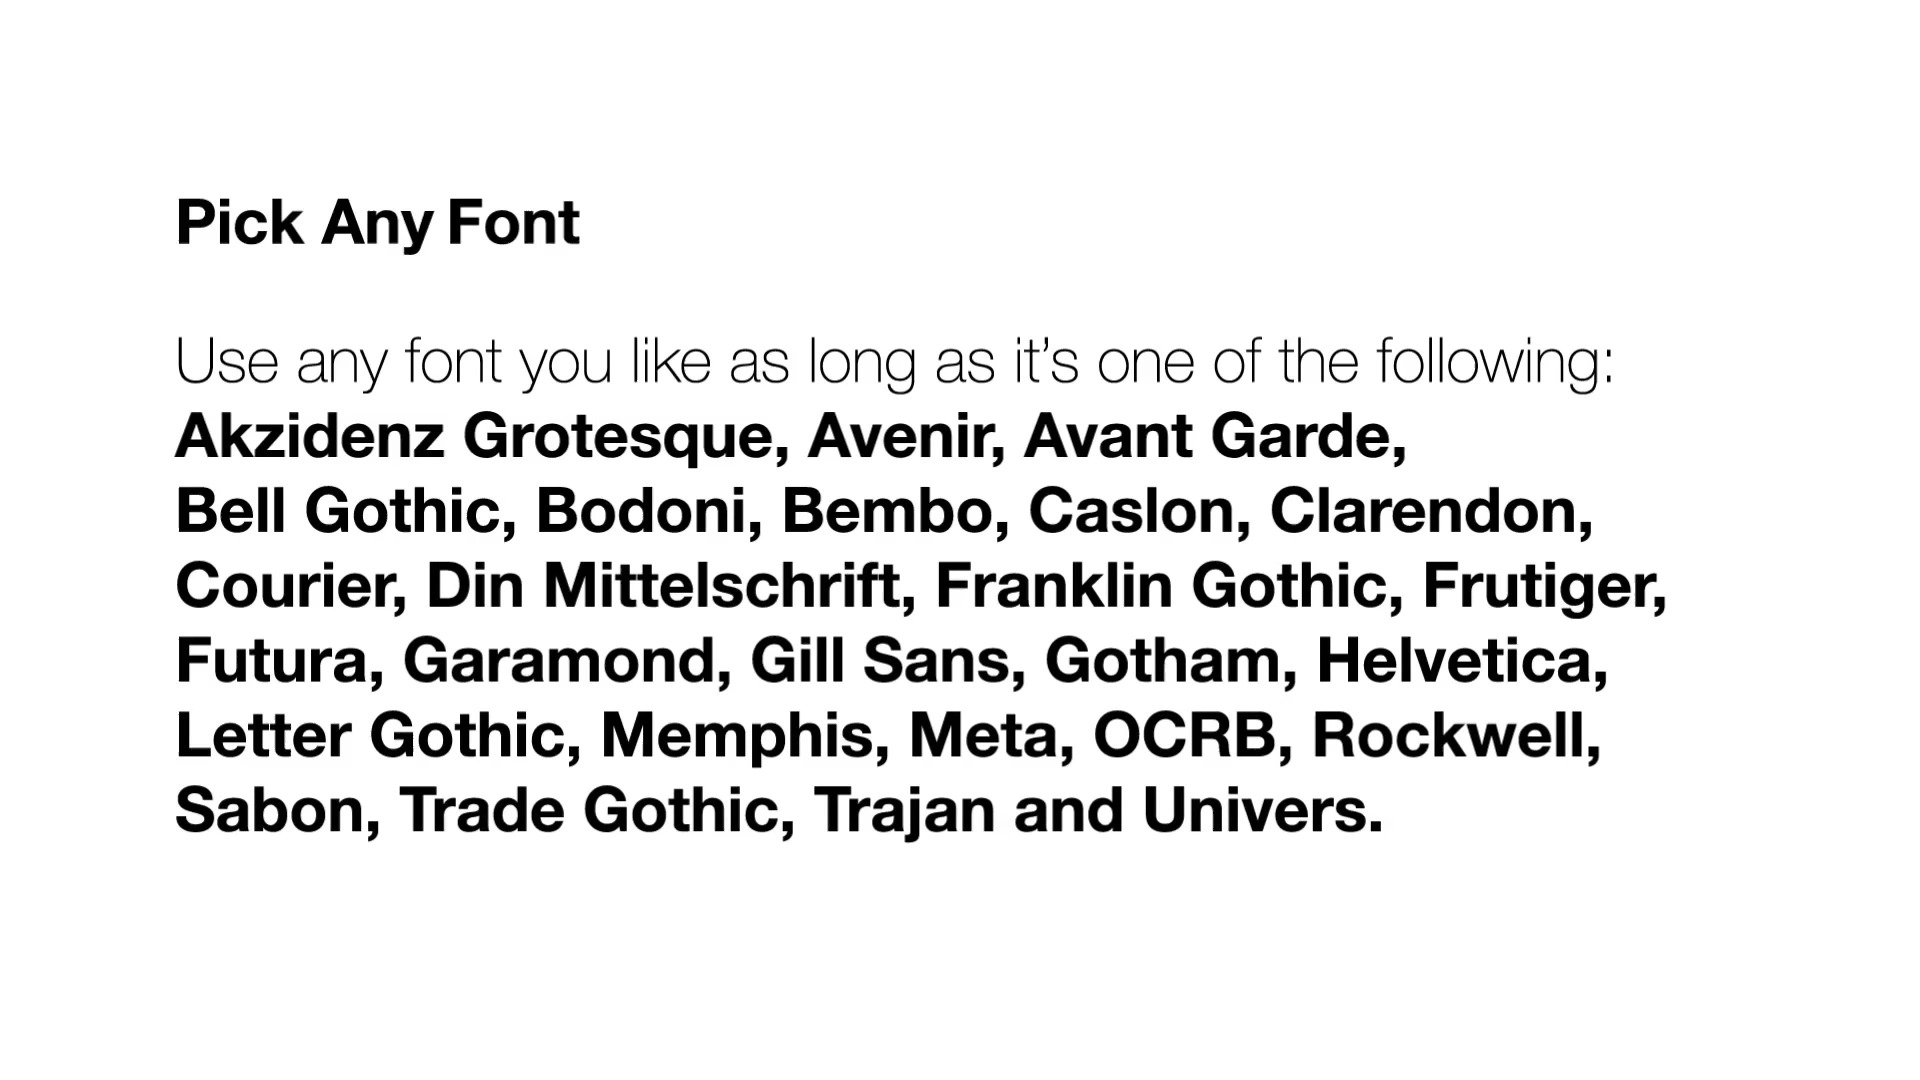 Pick Any Font
Use any font you like as long as it’s one of the following:
Akzidenz Grotesque, Avenir, Avant Garde,
Bell Gothic, Bodoni, Bembo, Caslon, Clarendon,
Courier, Din Mittelschrift, Franklin Gothic, Frutiger,
Futura, Garamond, Gill Sans, Gotham, Helvetica,
Letter Gothic, Memphis, Meta, OCRB, Rockwell,
Sabon, Trade Gothic, Trajan and Univers.